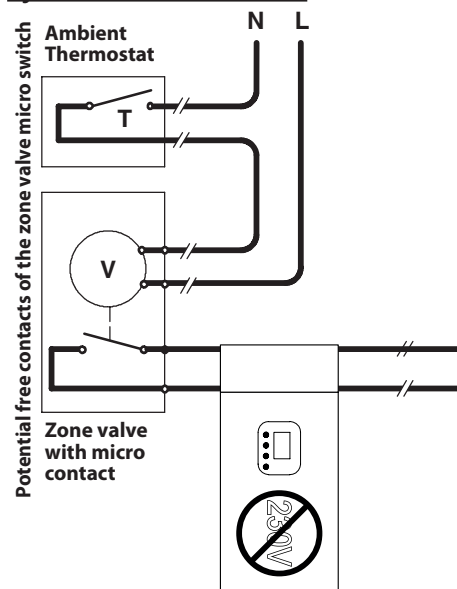 N L
Ambient
Thermostat
T
Potential free contacts of the zone valve micro switch
V
Zone valve
with micro
contact
230V